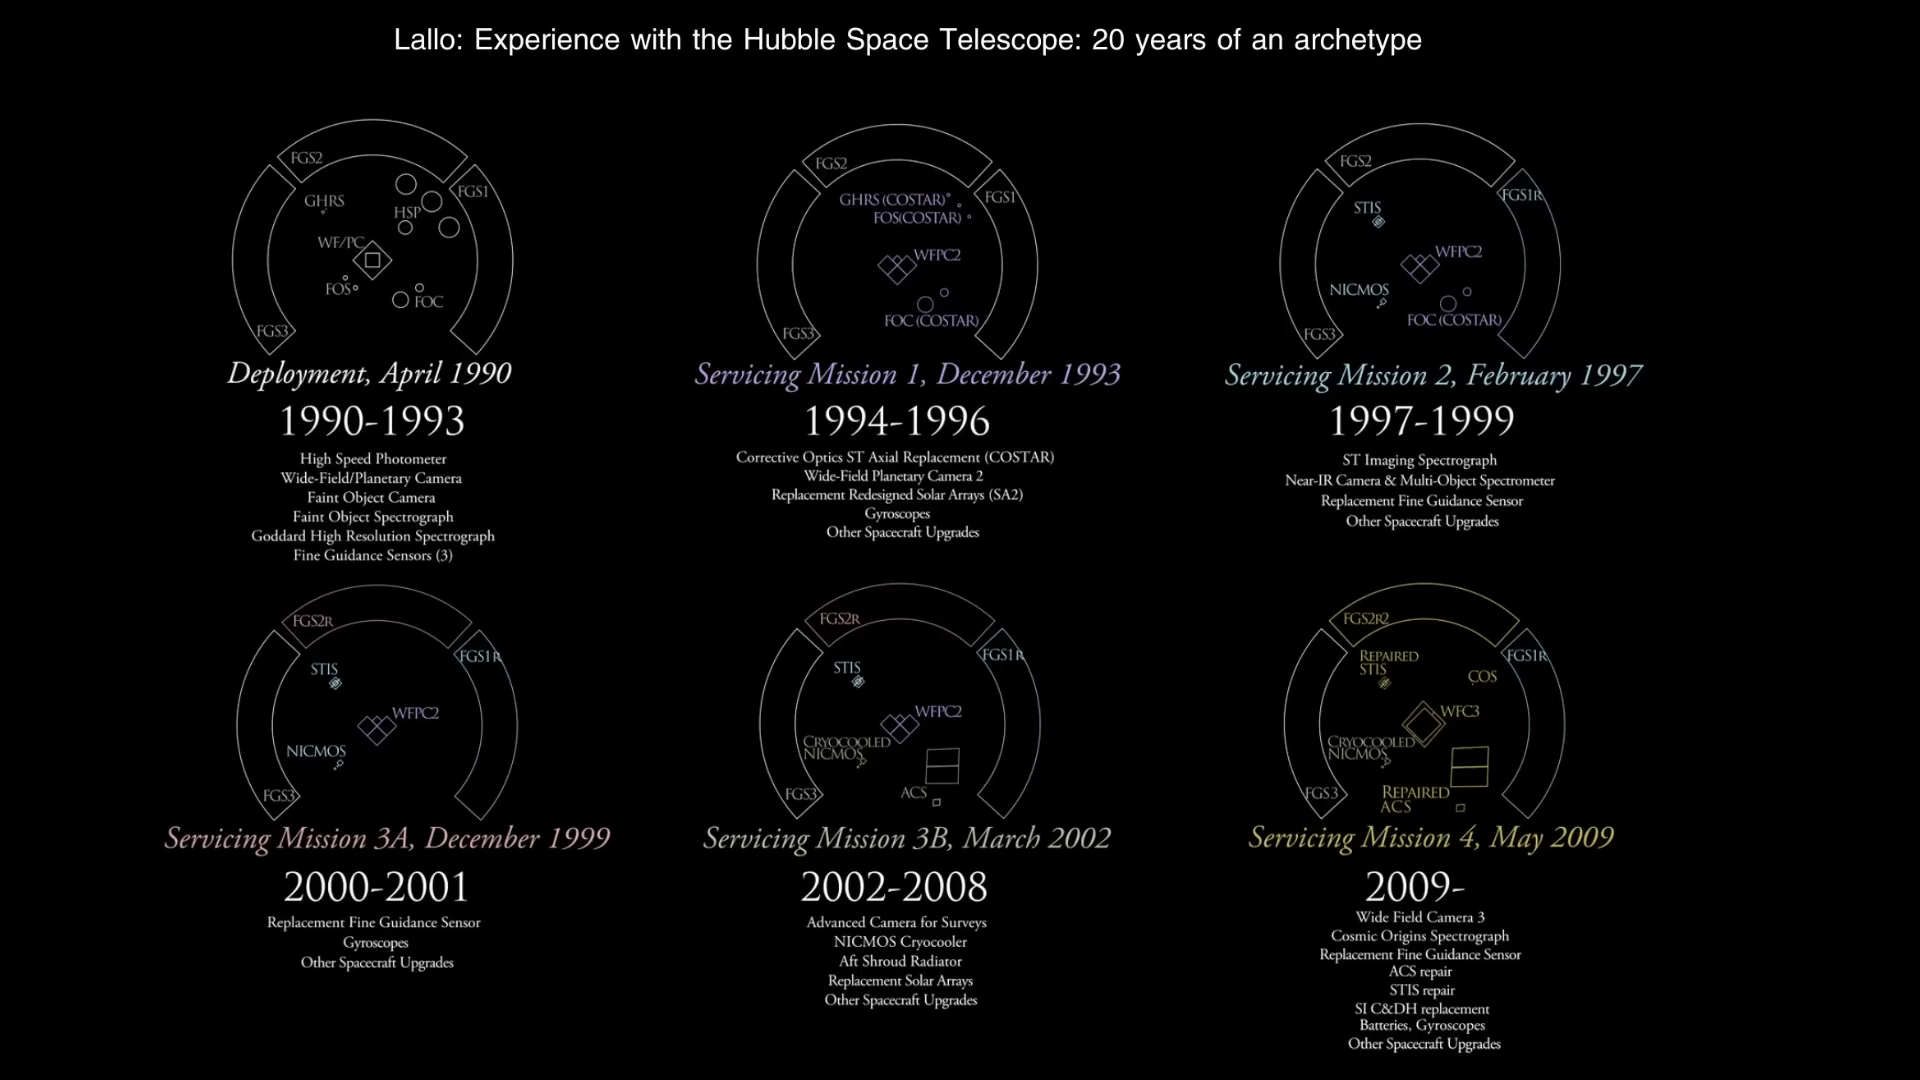 Lallo: Experience with the Hubble Space Telescope: 20 years of an archetype
FGS2
FGS1
GHRS
HSP
WF/PC
FOS
FOC
FGS3
Deployment, April 1990
1990-1993
High Speed Photometer
Wide-Field/Planetary Camera
Faint Object Camera
Faint Object Spectrograph
Goddard High Resolution Spectrograph
Fine Guidance Sensors (3)
FGS2
FGS1
GHRS (COSTAR)
FOS(COSTAR)
WFPC2
FOC (COSTAR)
FGS3
Servicing Mission 1, December 1993
1994-1996
Corrective Optics ST Axial Replacement (COSTAR)
Wide-Field Planetary Camera 2
Replacement Redesigned Solar Arrays (SA2)
Gyroscopes
Other Spacecraft Upgrades
FGS2
FGS1R
STIS
WFPC2
NICMOS
FOC (COSTAR)
FGS3
Servicing Mission 2, February 1997
1997-1999
ST Imaging Spectrograph
Near-IR Camera & Multi-Object Spectrometer
Replacement Fine Guidance Sensor
Other Spacecraft Upgrades
FGS2R
FGS1R
STIS
WFPC2
NICMOS
FGS3
Servicing Mission 3A, December 1999
2000-2001
Replacement Fine Guidance Sensor
Gyroscopes
Other Spacecraft Upgrades
FGS2R
FGS1R
STIS
WFPC2
CRYOCOOLED
NICMOS
ACS
FGS3
Servicing Mission 3B, March 2002
2002-2008
Advanced Camera for Surveys
NICMOS Cryocooler
Aft Shroud Radiator
Replacement Solar Arrays
Other Spacecraft Upgrades
FGS2R2
FGS1R
REPAIRED
STIS
COS
WFC3
CRYOCOOLED
NICMOS
REPAIRED
ACS
FGS3
Servicing Mission 4, May 2009
2009-
Wide Field Camera 3
Cosmic Origins Spectrograph
Replacement Fine Guidance Sensor
ACS repair
STIS repair
SI C&DH replacement
Batteries, Gyroscopes
Other Spacecraft Upgrades